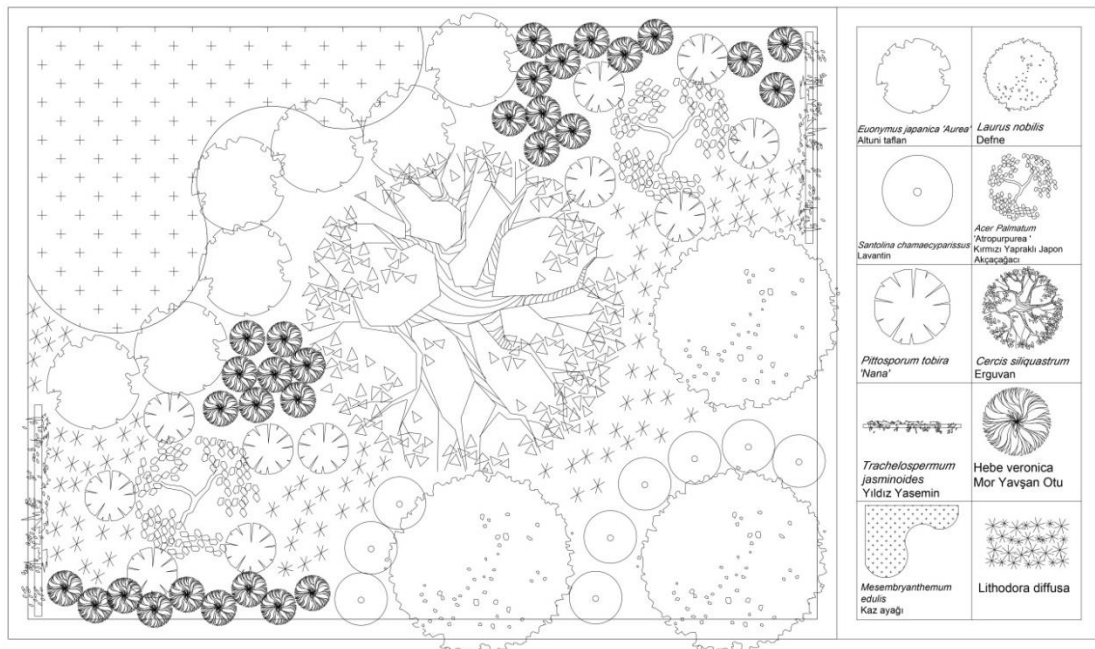 Euonymus japanica 'Aurea'
Altuni taflan
Laurus nobilis
Defne
Santolina chamaecyparissus
Lavantin
Acer Palmatum
'Atropurpurea '
Kırmızı Yapraklı Japon
Akçaağacı
Pittosporum tobira
'Nana'
Cercis siliquastrum
Erguvan
Trachelospermum
jasminoides
Yıldız Yasemin
Hebe veronica
Mor Yavşan Otu
Mesembryanthemum
edulis
Kaz ayağı
Lithodora diffusa